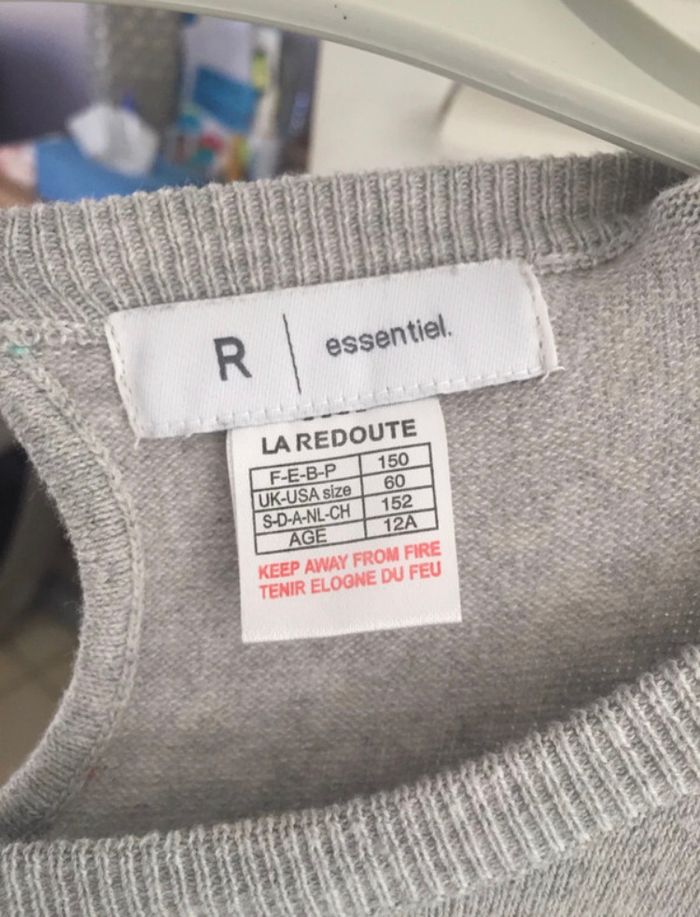 R | essentiel.
LA REDOUTE
F-E-B-P 150
UK-USA size 60
S-D-A-NL-CH 152
AGE 12A
KEEP AWAY FROM FIRE
TENIR ELOGNE DU FEU